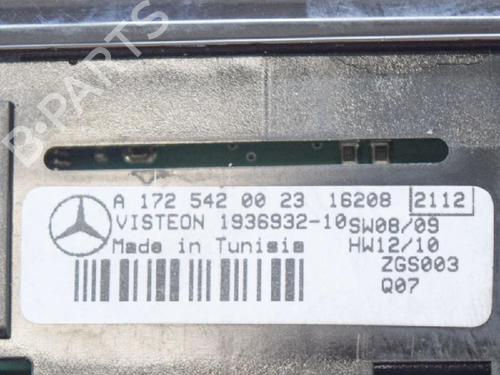 B-PARTS
A 172 542 00 23 16208 2112
VISTEON 1936932-10 SW08/09
Made in Tunisia HW12/10
ZGS003
Q07